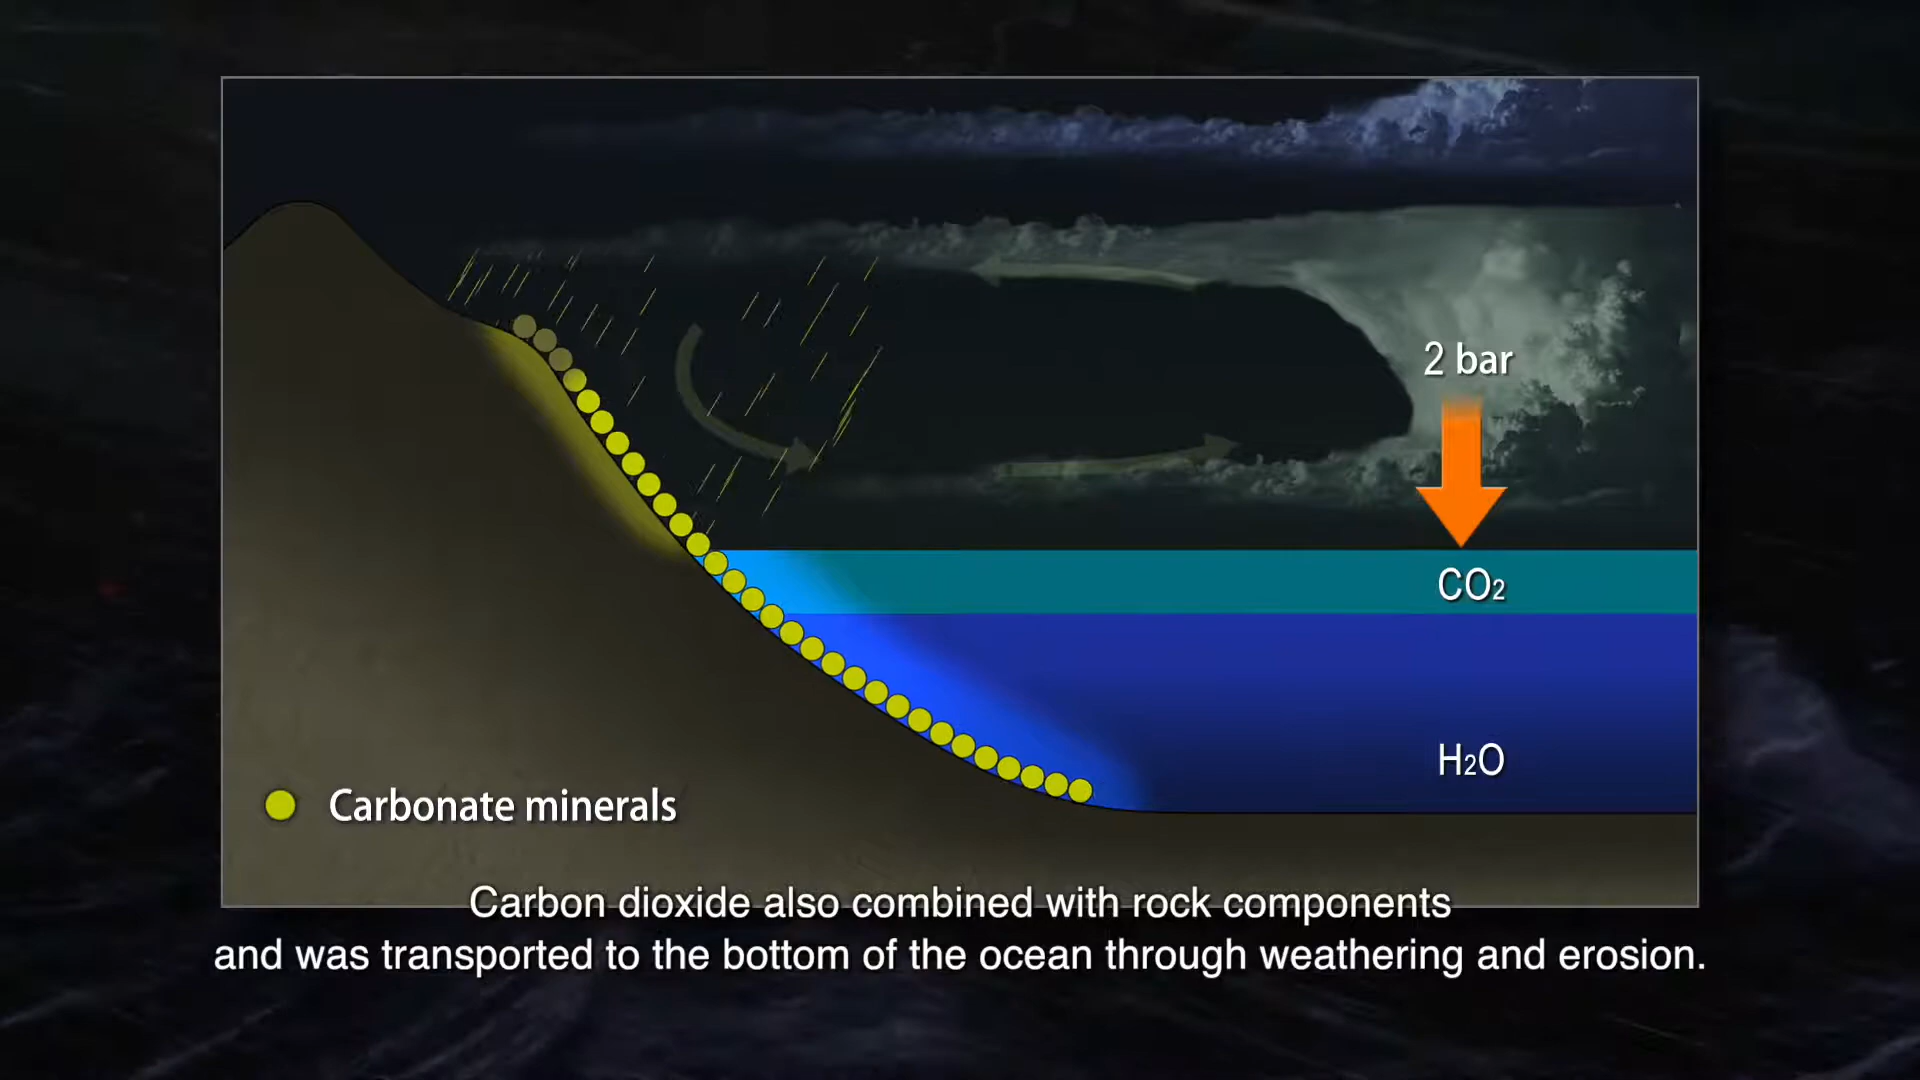 2 bar
CO₂
H₂O
Carbonate minerals
Carbon dioxide also combined with rock components
and was transported to the bottom of the ocean through weathering and erosion.